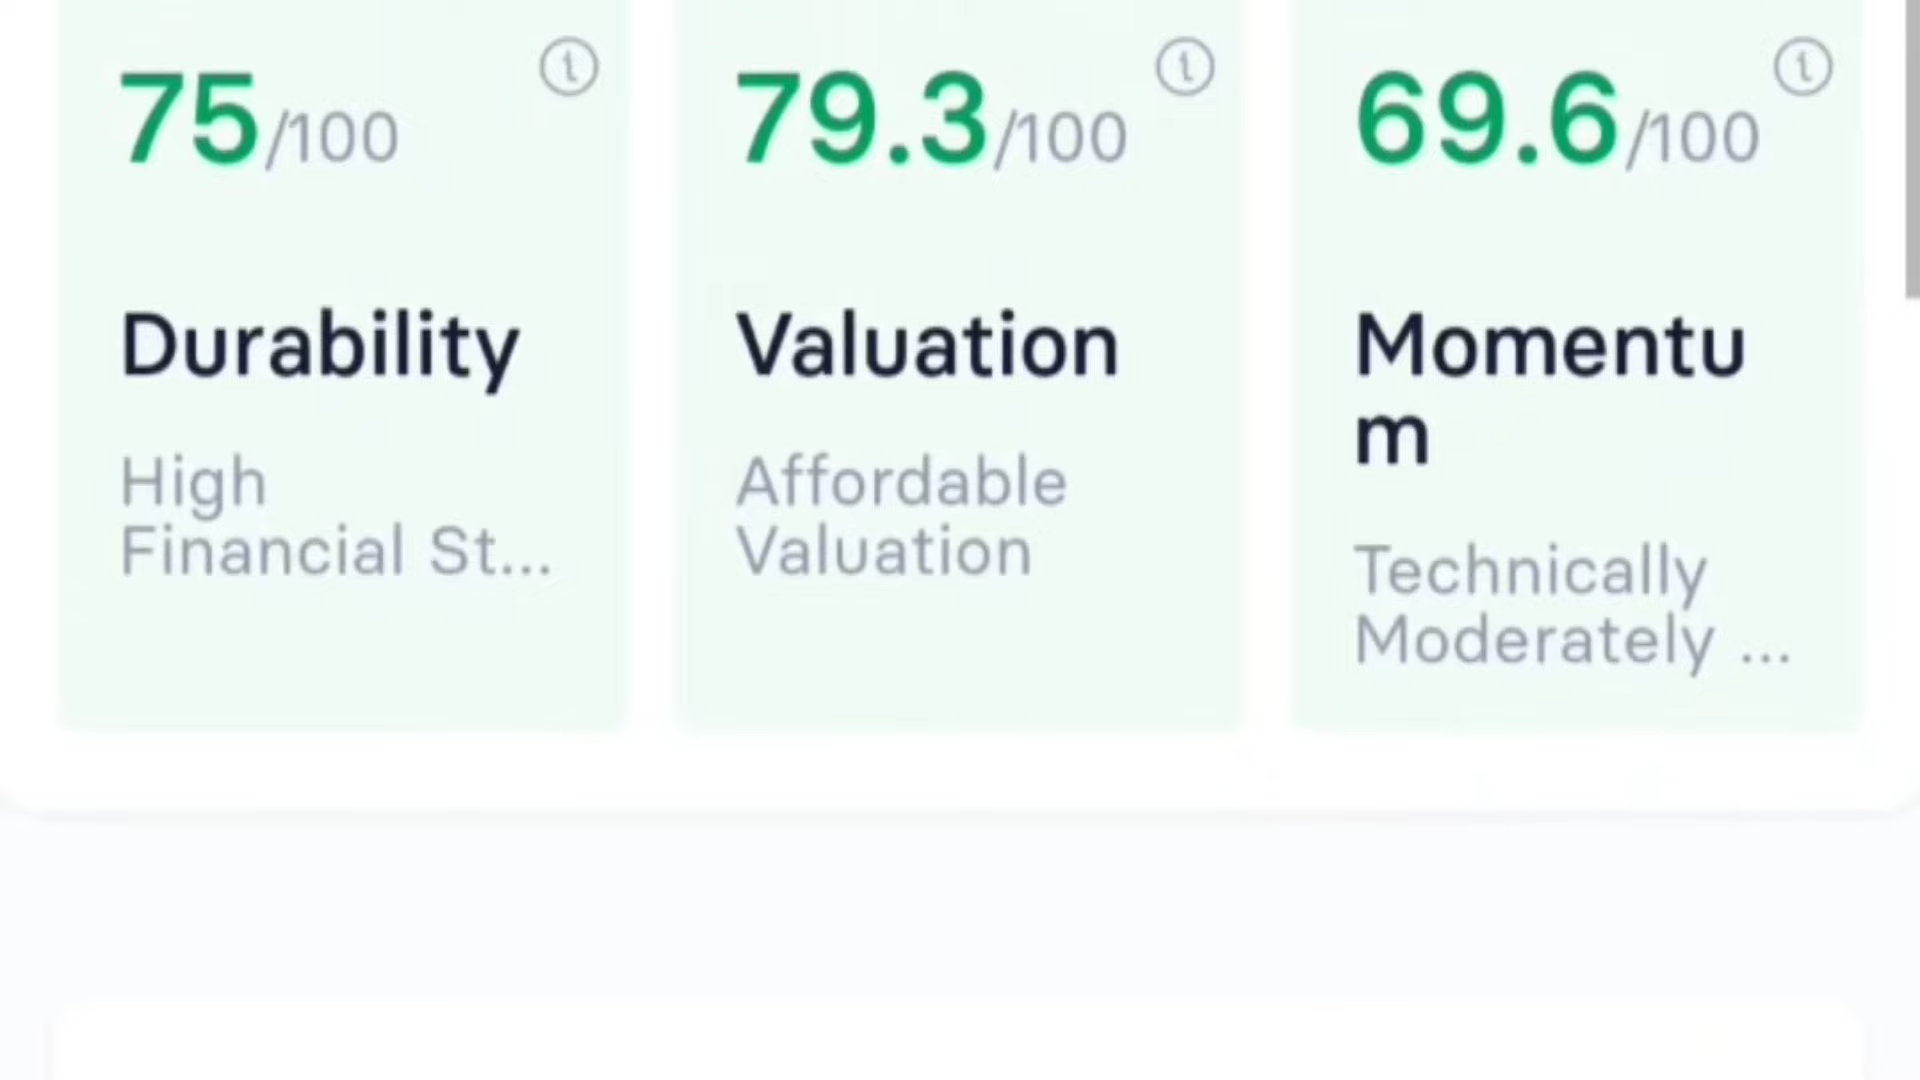 75/100
Durability
High
Financial St...
79.3/100
Valuation
Affordable
Valuation
69.6/100
Momentu
m
Technically
Moderately ...